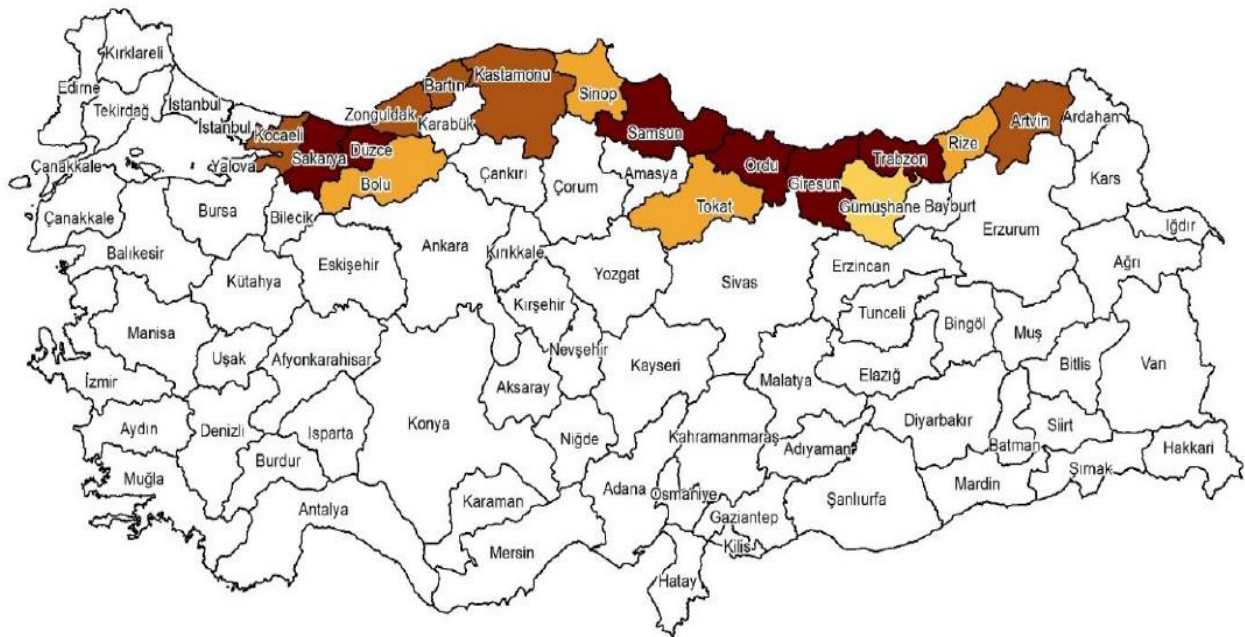 Kırklareli
Edirne
Tekirdağ
İstanbul
İstanbul
Kocaeli
Yalova
Sakarya
Düzce
Bolu
Zonguldak
Bartın
Karabük
Kastamonu
Sinop
Samsun
Ordu
Giresun
Trabzon
Rize
Artvin
Ardahan
Çanakkale
Çanakkale
Bursa
Bilecik
Çankırı
Çorum
Amasya
Tokat
Gümüşhane
Bayburt
Kars
Iğdır
Balıkesir
Kütahya
Eskişehir
Ankara
Kırıkkale
Yozgat
Sivas
Erzincan
Erzurum
Ağrı
Manisa
Uşak
Afyonkarahisar
Kırşehir
Nevşehir
Kayseri
Tunceli
Bingöl
Muş
Bitlis
Van
İzmir
Aksaray
Malatya
Elazığ
Aydın
Denizli
Isparta
Konya
Niğde
Kahramanmaraş
Adıyaman
Diyarbakır
Batman
Siirt
Hakkari
Şırnak
Muğla
Burdur
Antalya
Karaman
Mersin
Adana
Osmaniye
Gaziantep
Kilis
Şanlıurfa
Mardin
Hatay